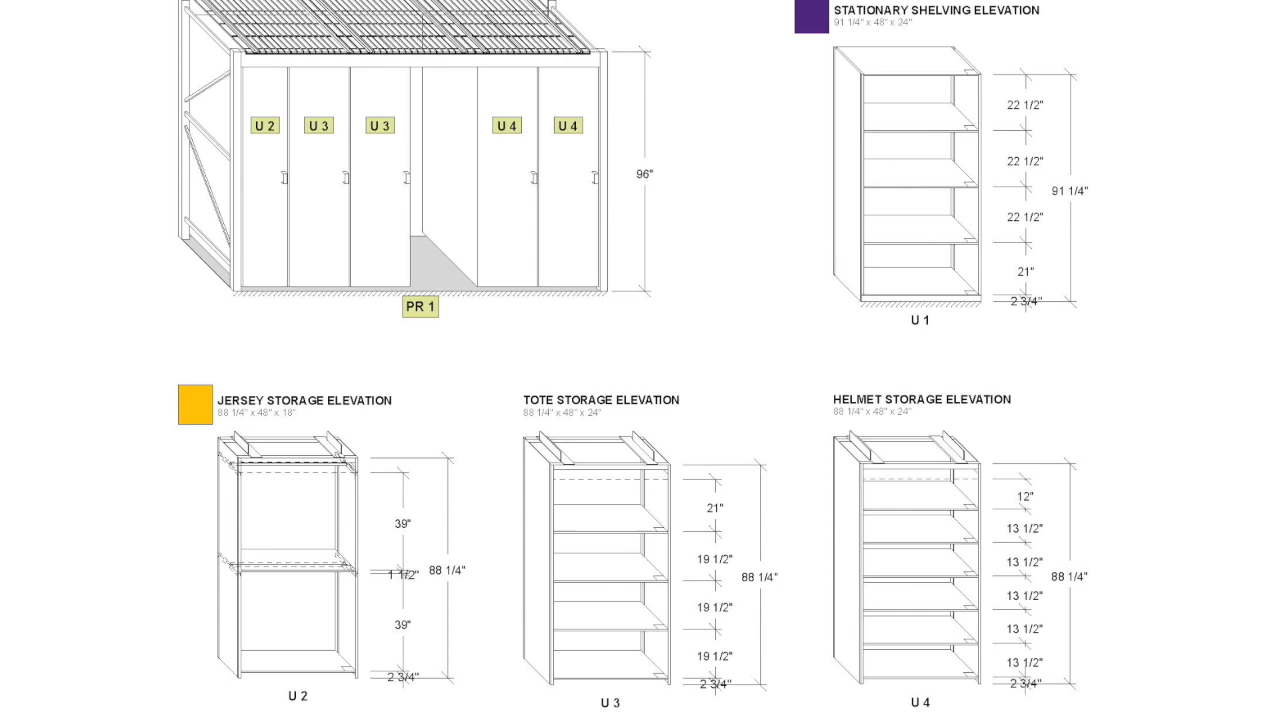 STATIONARY SHELVING ELEVATION
91 1/4" x 48" x 24"
U 2
U 3
U 3
U 4
U 4
96"
PR 1
22 1/2"
22 1/2"
22 1/2"
21"
2 3/4"
91 1/4"
U 1
JERSEY STORAGE ELEVATION
88 1/4" x 48" x 18"
39"
1 1/2"
39"
2 3/4"
88 1/4"
U 2
TOTE STORAGE ELEVATION
88 1/4" x 48" x 24"
21"
19 1/2"
19 1/2"
19 1/2"
2 3/4"
88 1/4"
U 3
HELMET STORAGE ELEVATION
88 1/4" x 48" x 24"
12"
13 1/2"
13 1/2"
13 1/2"
13 1/2"
13 1/2"
2 3/4"
88 1/4"
U 4